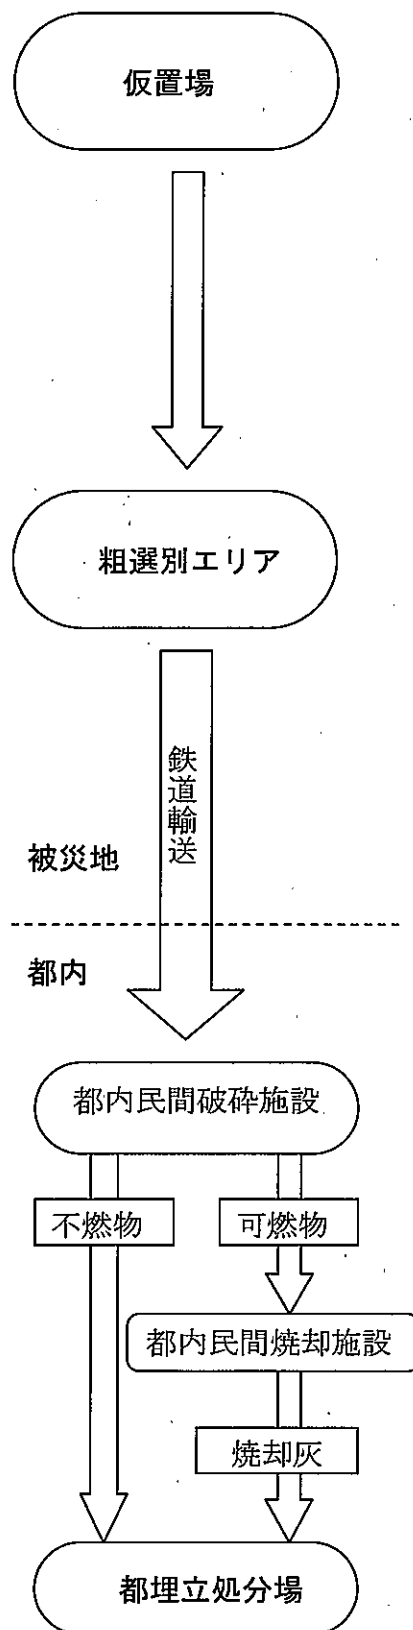 仮置場
粗選別エリア
鉄道輸送
被災地
都内
都内民間破砕施設
不燃物
可燃物
都内民間焼却施設
焼却灰
都埋立処分場